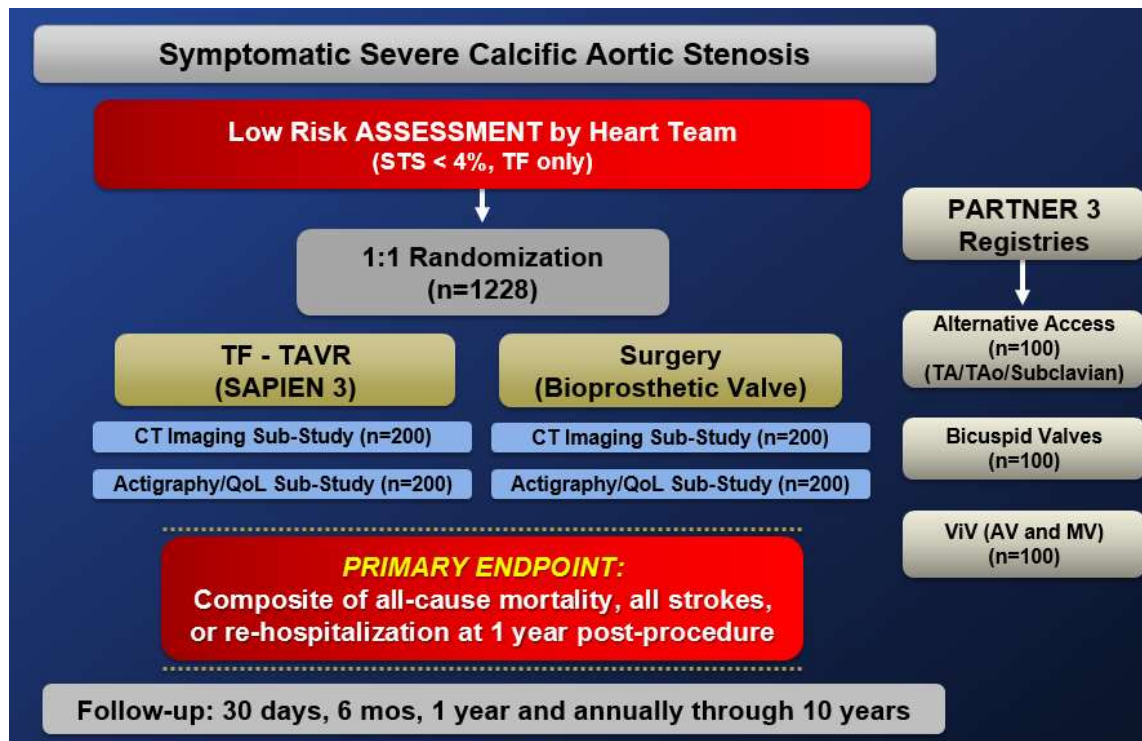 Symptomatic Severe Calcific Aortic Stenosis
Low Risk ASSESSMENT by Heart Team
(STS < 4%, TF only)
1:1 Randomization
(n=1228)
TF - TAVR
(SAPIEN 3)
CT Imaging Sub-Study (n=200)
Actigraphy/QoL Sub-Study (n=200)
Surgery
(Bioprosthetic Valve)
CT Imaging Sub-Study (n=200)
Actigraphy/QoL Sub-Study (n=200)
PRIMARY ENDPOINT:
Composite of all-cause mortality, all strokes,
or re-hospitalization at 1 year post-procedure
PARTNER 3
Registries
Alternative Access
(n=100)
(TA/TAo/Subclavian)
Bicuspid Valves
(n=100)
ViV (AV and MV)
(n=100)
Follow-up: 30 days, 6 mos, 1 year and annually through 10 years